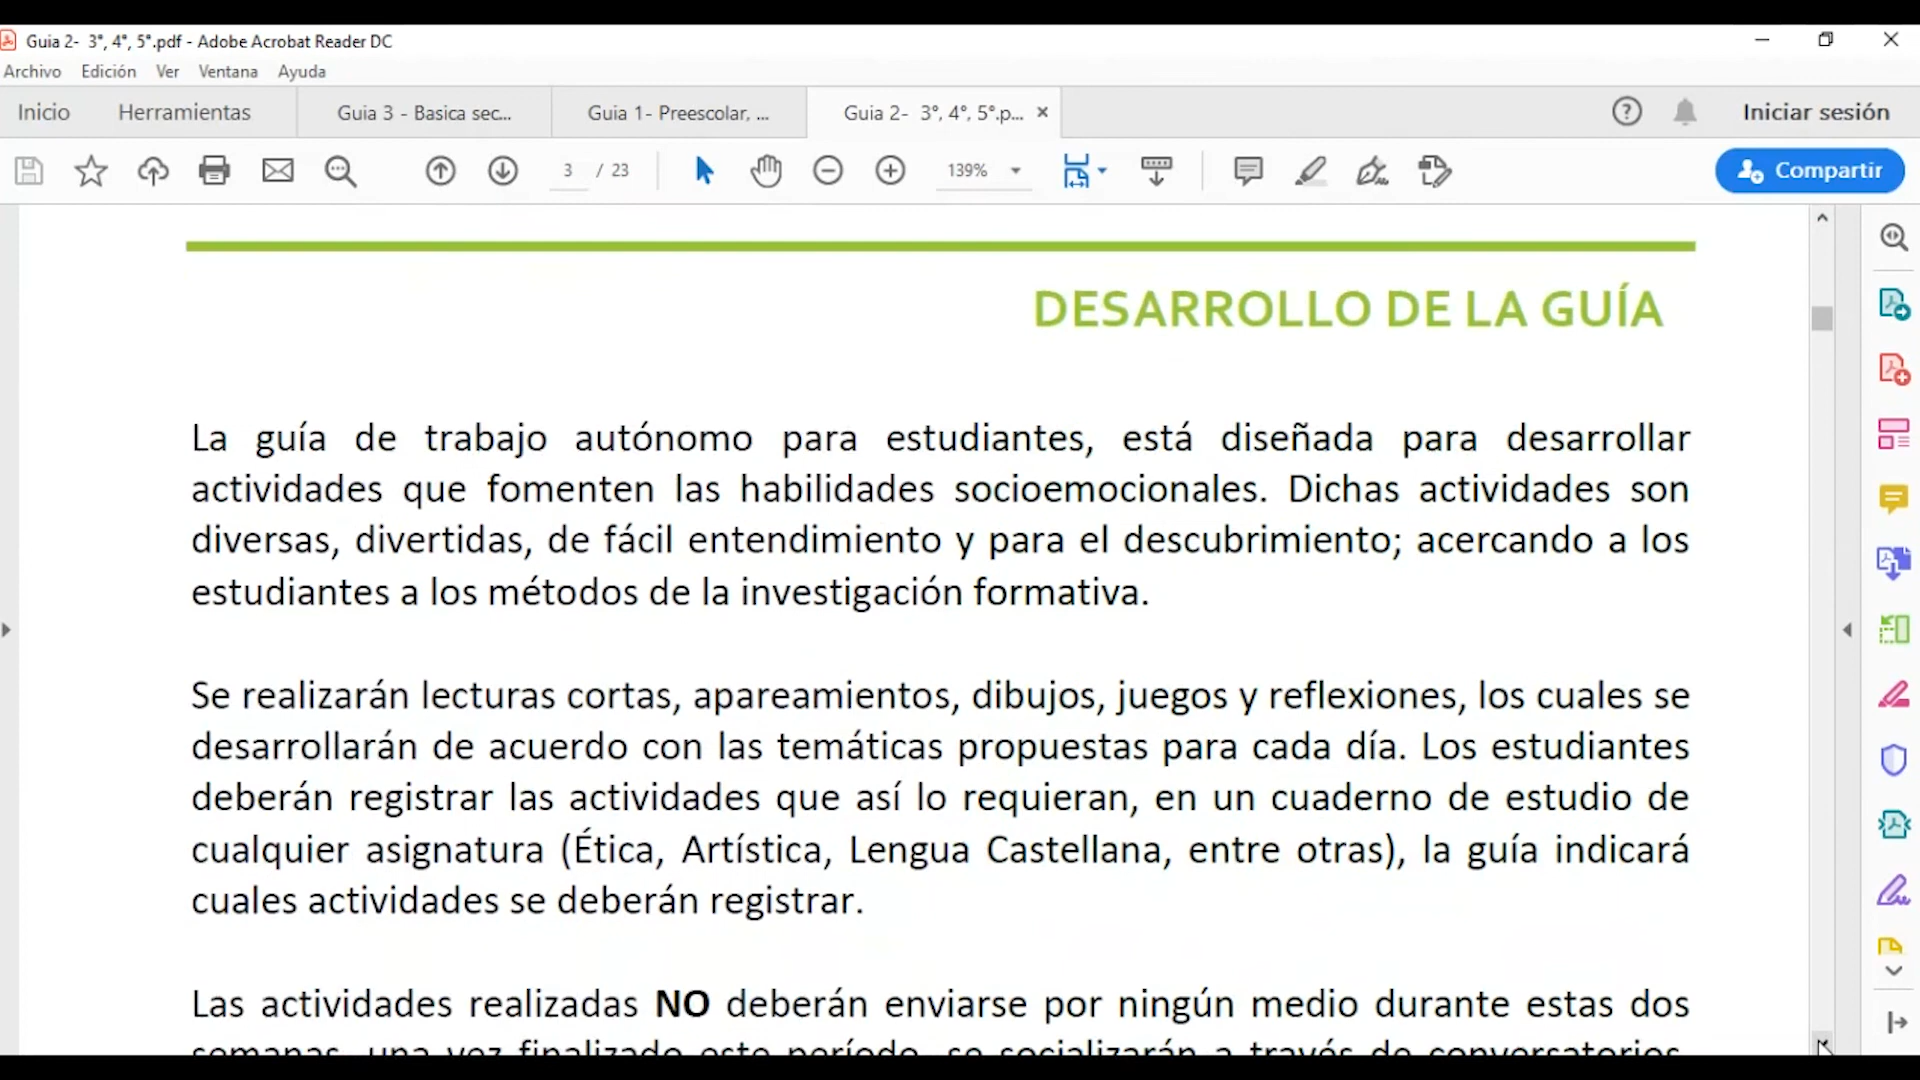 Guia 2- 3°, 4°, 5°.pdf - Adobe Acrobat Reader DC
Archivo Edición Ver Ventana Ayuda
Inicio Herramientas Guia 3 - Basica sec... Guia 1- Preescolar, ... Guia 2- 3°, 4°, 5°.p... Iniciar sesión
3 / 23 139% Compartir
DESARROLLO DE LA GUÍA
La guía de trabajo autónomo para estudiantes, está diseñada para desarrollar
actividades que fomenten las habilidades socioemocionales. Dichas actividades son
diversas, divertidas, de fácil entendimiento y para el descubrimiento; acercando a los
estudiantes a los métodos de la investigación formativa.
Se realizarán lecturas cortas, apareamientos, dibujos, juegos y reflexiones, los cuales se
desarrollarán de acuerdo con las temáticas propuestas para cada día. Los estudiantes
deberán registrar las actividades que así lo requieran, en un cuaderno de estudio de
cualquier asignatura (Ética, Artística, Lengua Castellana, entre otras), la guía indicará
cuales actividades se deberán registrar.
Las actividades realizadas NO deberán enviarse por ningún medio durante estas dos
semanas, una vez finalizado este período, se socializarán a través de conversatorios,